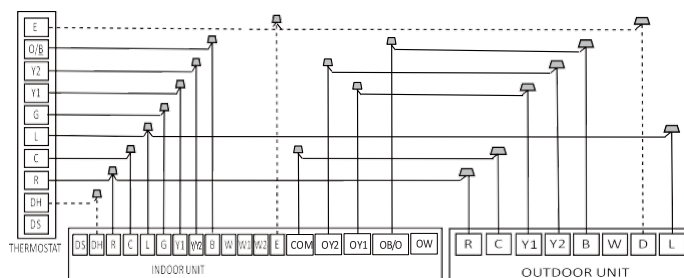 E
O/B
Y2
Y1
G
L
C
R
DH
DS
THERMOSTAT
DS DH R C L G Y1 Y/Y2 B W W1 W2 E COM OY2 OY1 OB/O OW
INDOOR UNIT
R C Y1 Y2 B W D L
OUTDOOR UNIT